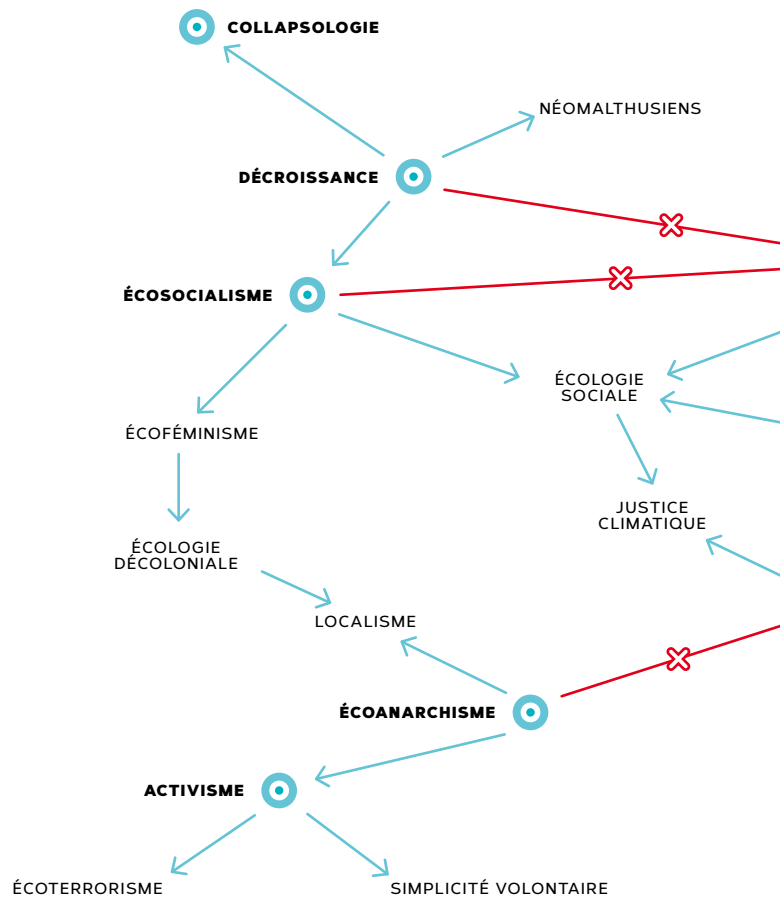 COLLAPSOLOGIE
NÉOMALTHUSIENS
DÉCROISSANCE
ÉCOSOCIALISME
ÉCOLOGIE
SOCIALE
ÉCOFÉMINISME
JUSTICE
CLIMATIQUE
ÉCOLOGIE
DÉCOLONIALE
LOCALISME
ÉCOANARCHISME
ACTIVISME
ÉCOTERRORISME
SIMPLICITÉ VOLONTAIRE